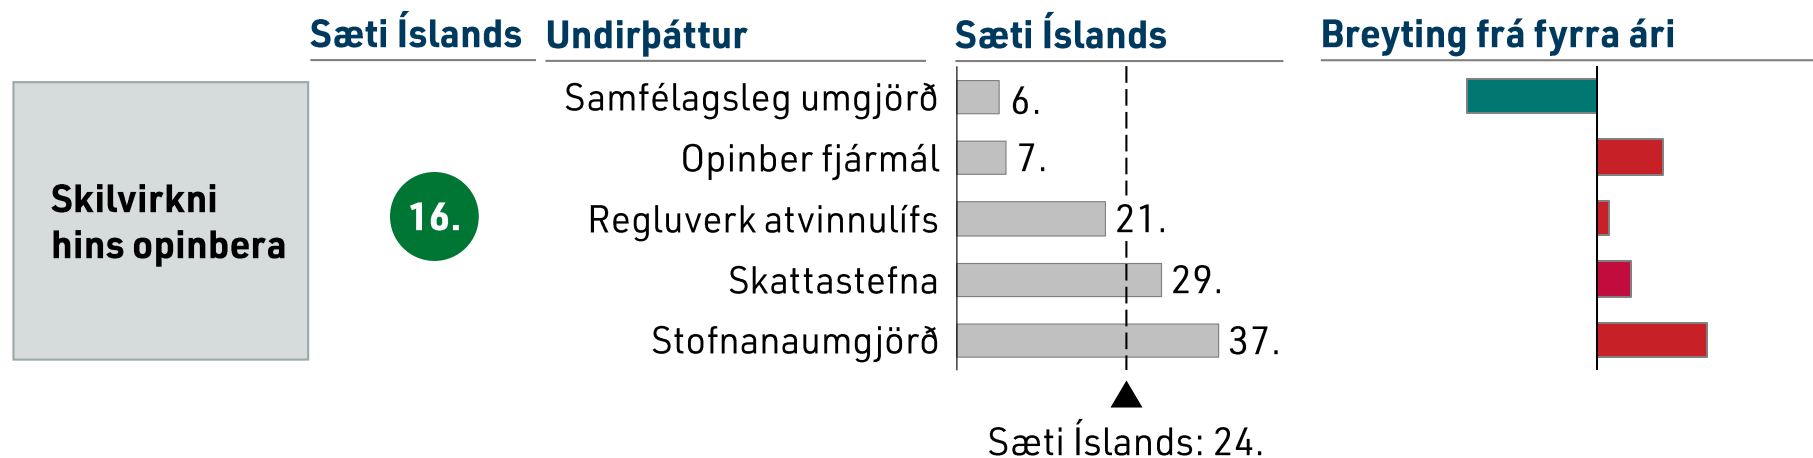 Sæti Íslands
Undirþáttur
Sæti Íslands
Breyting frá fyrra ári
Skilvirkni
hins opinbera
16.
Samfélagsleg umgjörð
6.
Opinber fjármál
7.
Regluverk atvinnulífs
21.
Skattastefna
29.
Stofnanaumgjörð
37.
Sæti Íslands: 24.